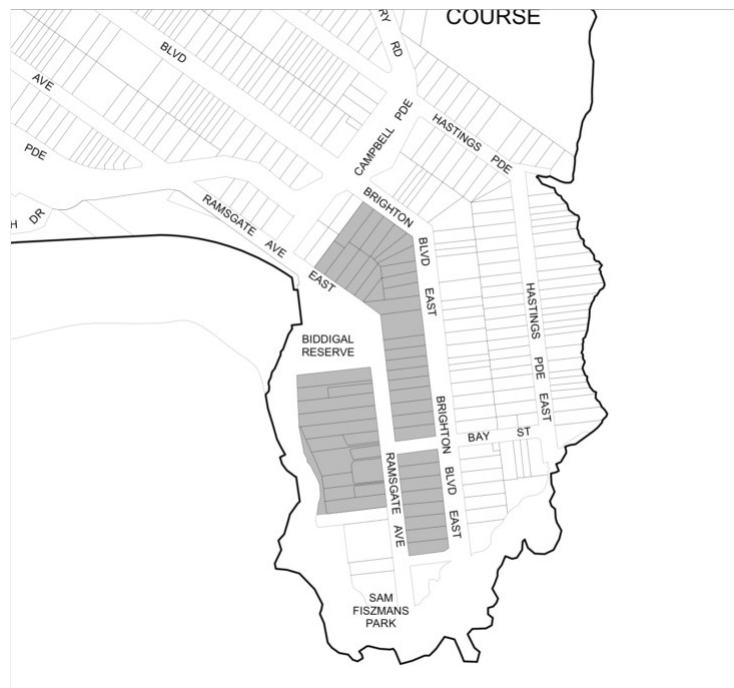 COURSE
RY
RD
BLVD
AVE
PDE
CAMPBELL PDE
HASTINGS PDE
BRIGHTON
BLVD
EAST
RAMSGATE AVE
EAST
H DR
BIDDIGAL
RESERVE
HASTINGS
PDE
EAST
BRIGHTON
BLVD
EAST
BAY ST
RAMSGATE
AVE
SAM
FISZMANS
PARK